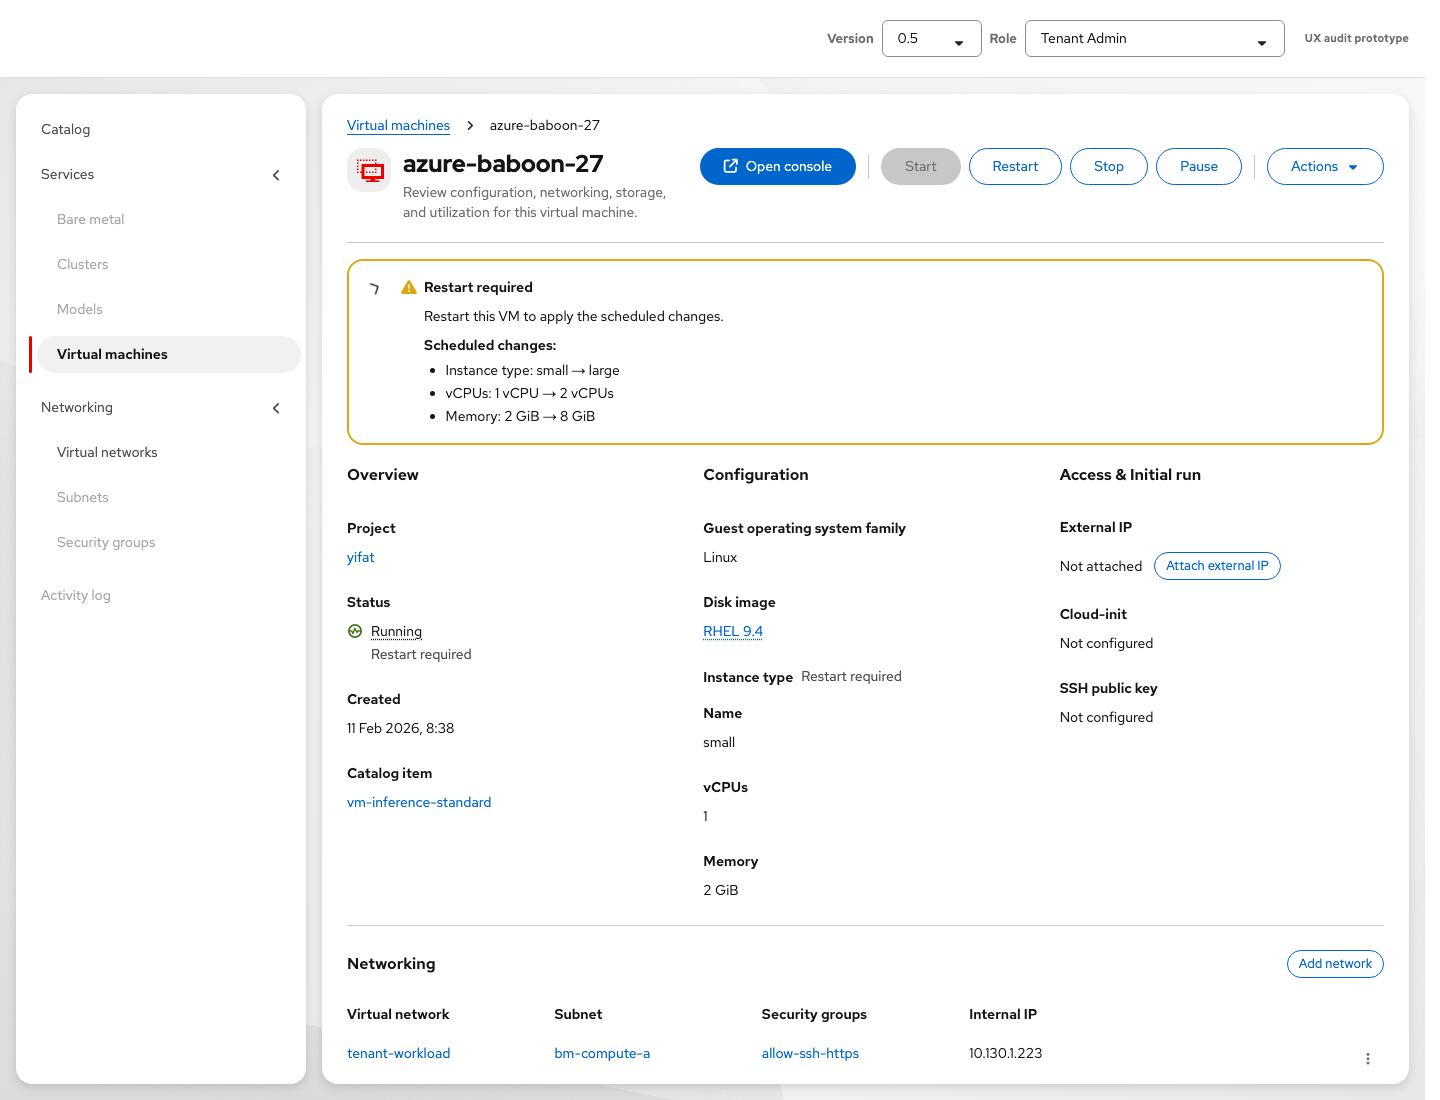 Version 0.5 Role Tenant Admin UX audit prototype
Catalog
Services
Bare metal
Clusters
Models
Virtual machines
Networking
Virtual networks
Subnets
Security groups
Activity log
Virtual machines azure-baboon-27
azure-baboon-27
Review configuration, networking, storage,
and utilization for this virtual machine.
Open console Start Restart Stop Pause Actions
Restart required
Restart this VM to apply the scheduled changes.
Scheduled changes:
• Instance type: small → large
• vCPUs: 1 vCPU → 2 vCPUs
• Memory: 2 GiB → 8 GiB
Overview
Project
yifat
Status
Running
Restart required
Created
11 Feb 2026, 8:38
Catalog item
vm-inference-standard
Configuration
Guest operating system family
Linux
Disk image
RHEL 9.4
Instance type Restart required
Name
small
vCPUs
1
Memory
2 GiB
Access & Initial run
External IP
Not attached Attach external IP
Cloud-init
Not configured
SSH public key
Not configured
Networking Add network
Virtual network Subnet Security groups Internal IP
tenant-workload bm-compute-a allow-ssh-https 10.130.1.223